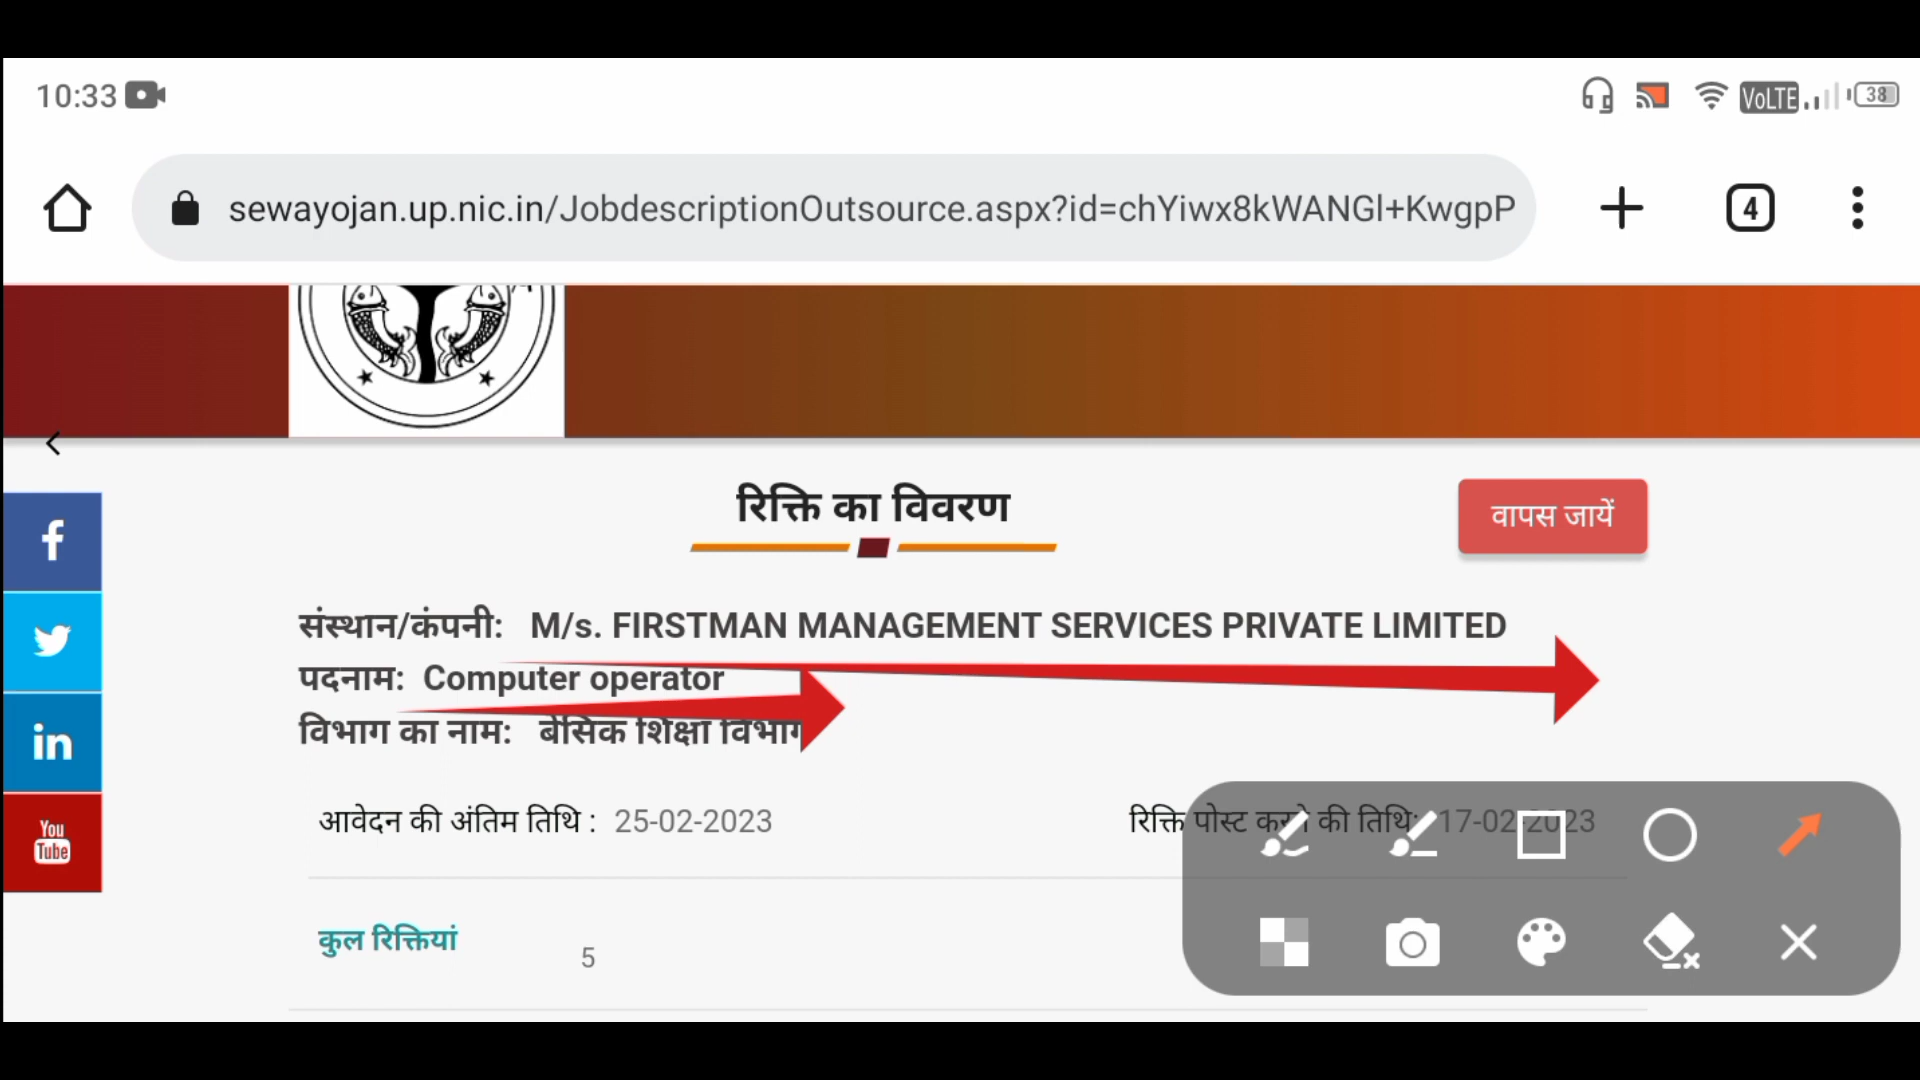 10:33
VoLTE
38
sewayojan.up.nic.in/JobdescriptionOutsource.aspx?id=chYiwx8kWANGl+KwgpP
4
रिक्ति का विवरण
वापस जायें
f
in
You
Tube
संस्थान/कंपनी: M/s. FIRSTMAN MANAGEMENT SERVICES PRIVATE LIMITED
पदनाम: Computer operator
विभाग का नाम: बेसिक शिक्षा विभाग
आवेदन की अंतिम तिथि : 25-02-2023
रिक्ति पोस्ट करने की तिथि: 17-02-2023
कुल रिक्तियां
5